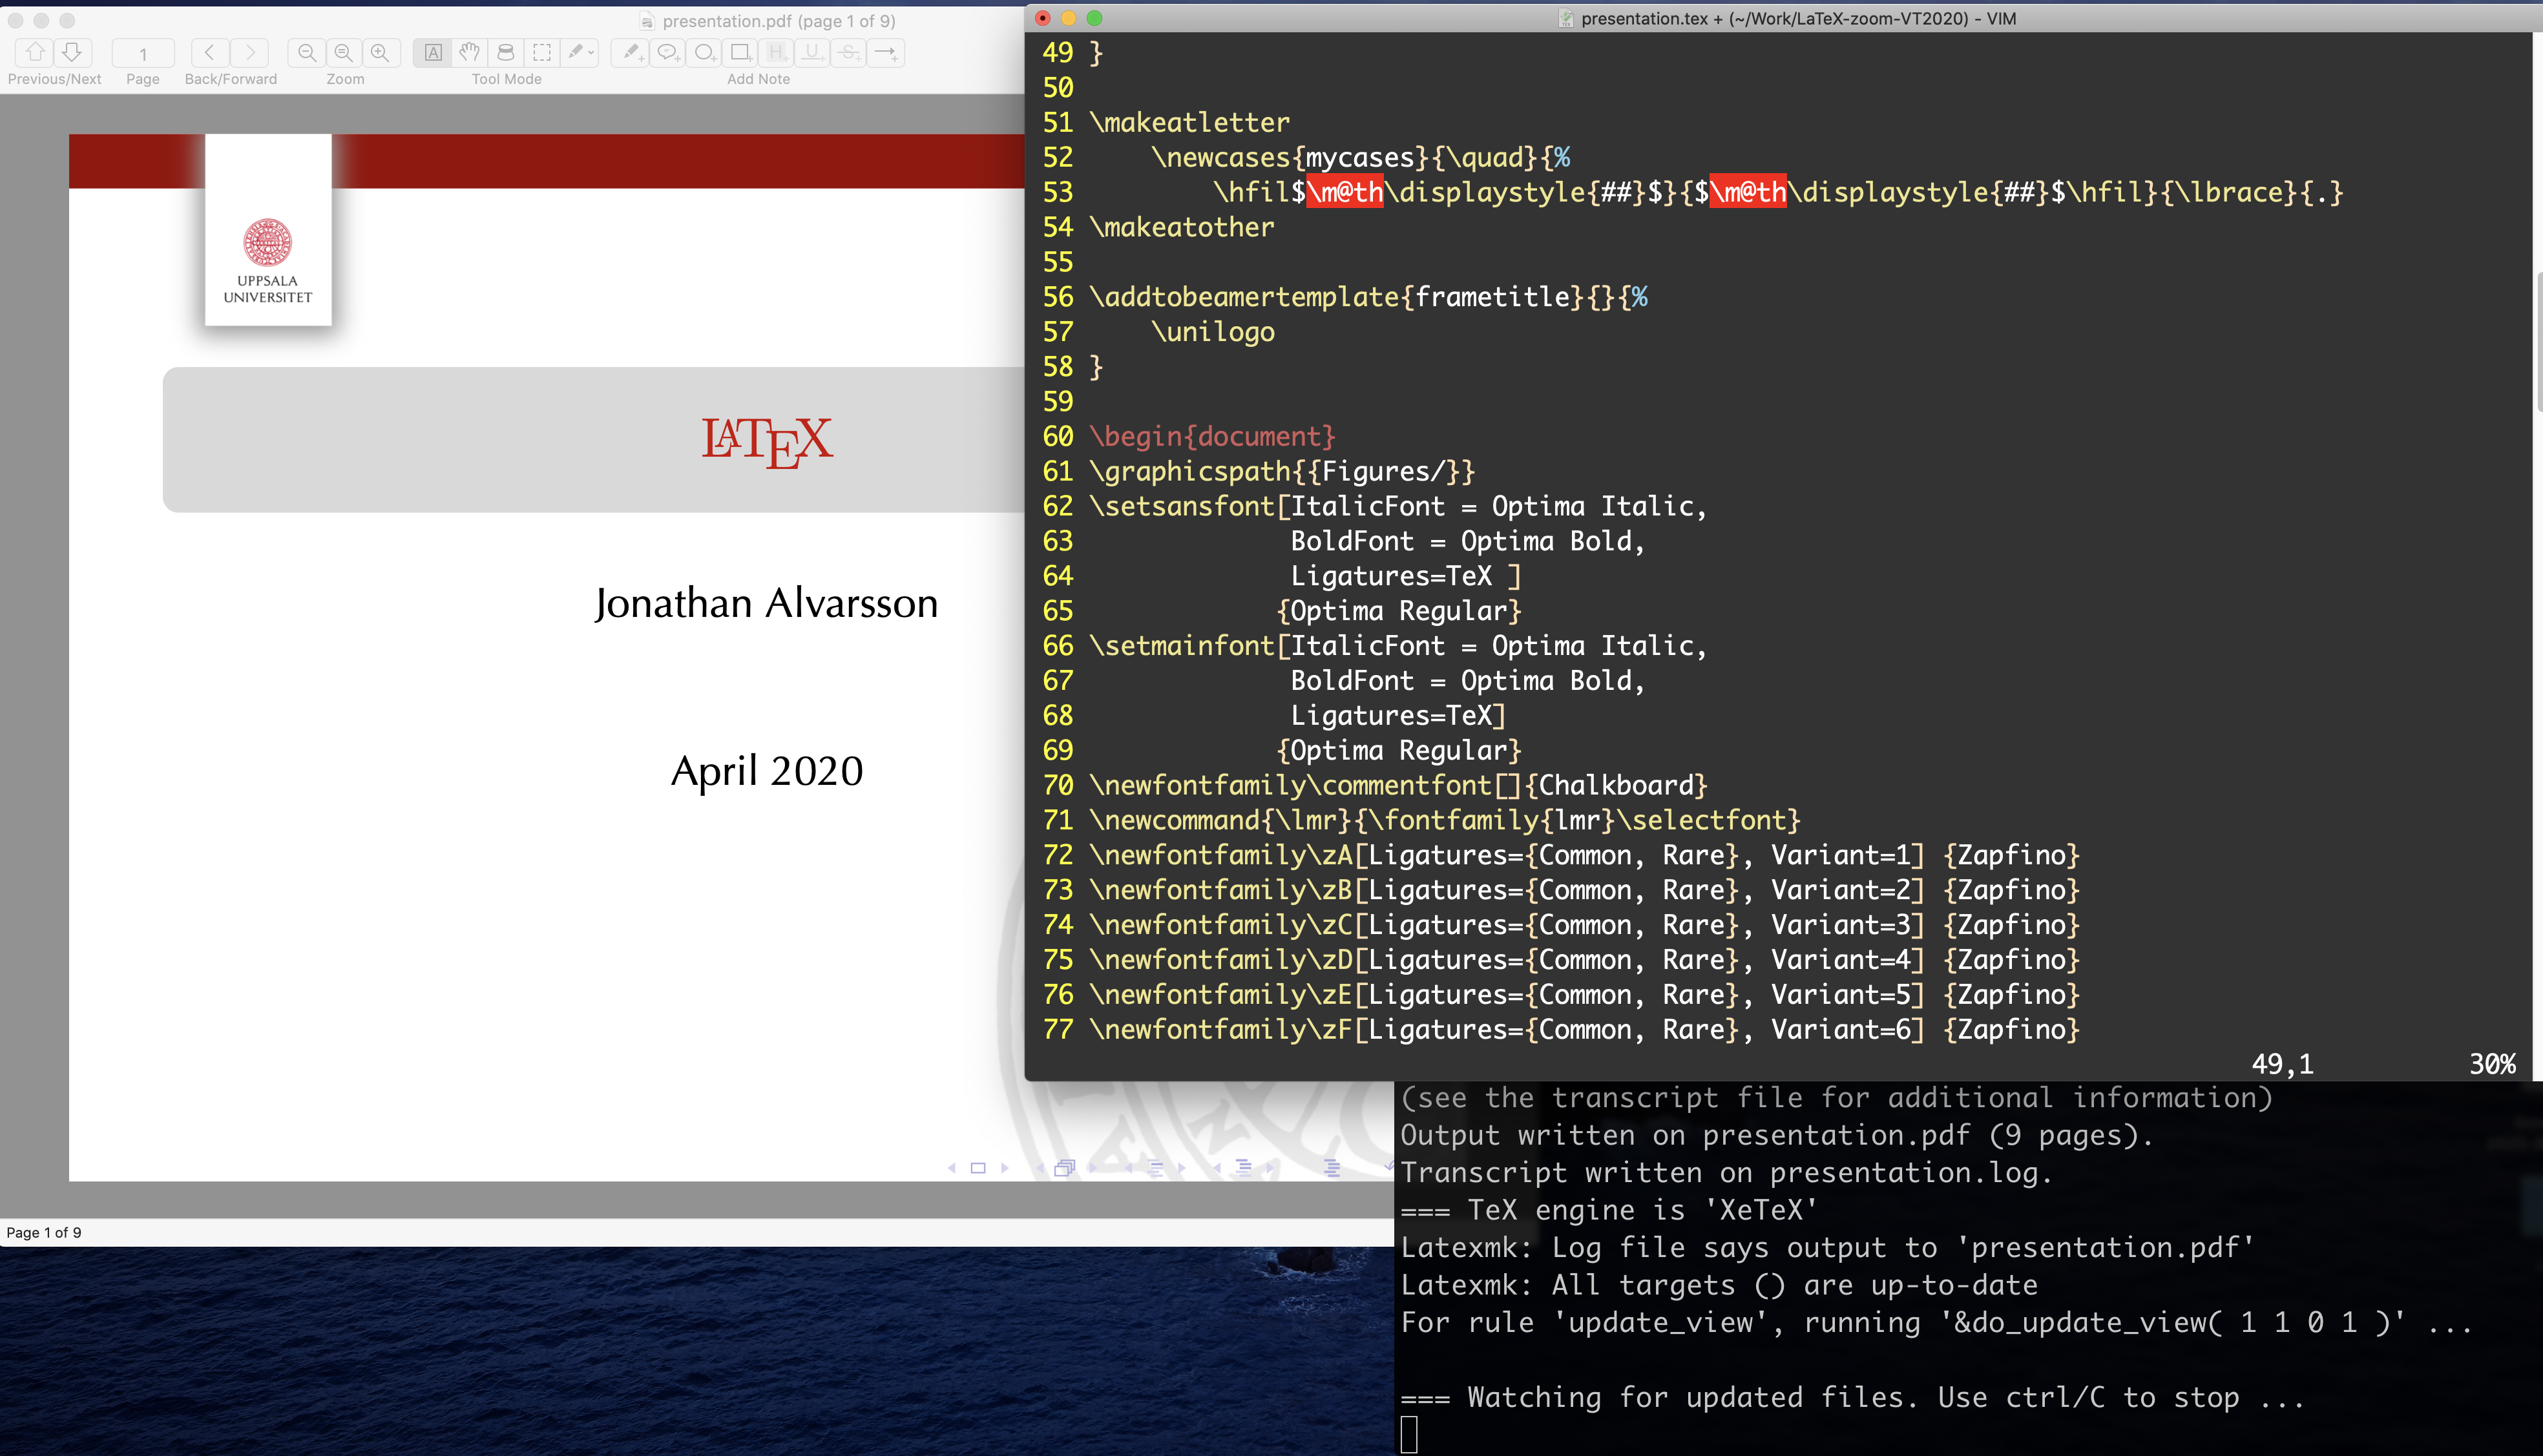 presentation.pdf (page 1 of 9)
1
Previous/Next Page Back/Forward Zoom Tool Mode Add Note
UPPSALA
UNIVERSITET
LATEX
Jonathan Alvarsson
April 2020
Page 1 of 9
presentation.tex + (~/Work/LaTeX-zoom-VT2020) - VIM
49 }
50
51 \makeatletter
52     \newcases{mycases}{\quad}{%
53         \hfil$\m@th\displaystyle{##}$}{$\m@th\displaystyle{##}$\hfil}{\lbrace}{.}
54 \makeatother
55
56 \addtobeamertemplate{frametitle}{}{%
57     \unilogo
58 }
59
60 \begin{document}
61 \graphicspath{{Figures/}}
62 \setsansfont[ItalicFont = Optima Italic,
63              BoldFont = Optima Bold,
64              Ligatures=TeX ]
65             {Optima Regular}
66 \setmainfont[ItalicFont = Optima Italic,
67              BoldFont = Optima Bold,
68              Ligatures=TeX]
69             {Optima Regular}
70 \newfontfamily\commentfont[]{Chalkboard}
71 \newcommand{\lmr}{\fontfamily{lmr}\selectfont}
72 \newfontfamily\zA[Ligatures={Common, Rare}, Variant=1] {Zapfino}
73 \newfontfamily\zB[Ligatures={Common, Rare}, Variant=2] {Zapfino}
74 \newfontfamily\zC[Ligatures={Common, Rare}, Variant=3] {Zapfino}
75 \newfontfamily\zD[Ligatures={Common, Rare}, Variant=4] {Zapfino}
76 \newfontfamily\zE[Ligatures={Common, Rare}, Variant=5] {Zapfino}
77 \newfontfamily\zF[Ligatures={Common, Rare}, Variant=6] {Zapfino}
49,1 30%
(see the transcript file for additional information)
Output written on presentation.pdf (9 pages).
Transcript written on presentation.log.
=== TeX engine is 'XeTeX'
Latexmk: Log file says output to 'presentation.pdf'
Latexmk: All targets () are up-to-date
For rule 'update_view', running '&do_update_view( 1 1 0 1 )' ...
=== Watching for updated files. Use ctrl/C to stop ...